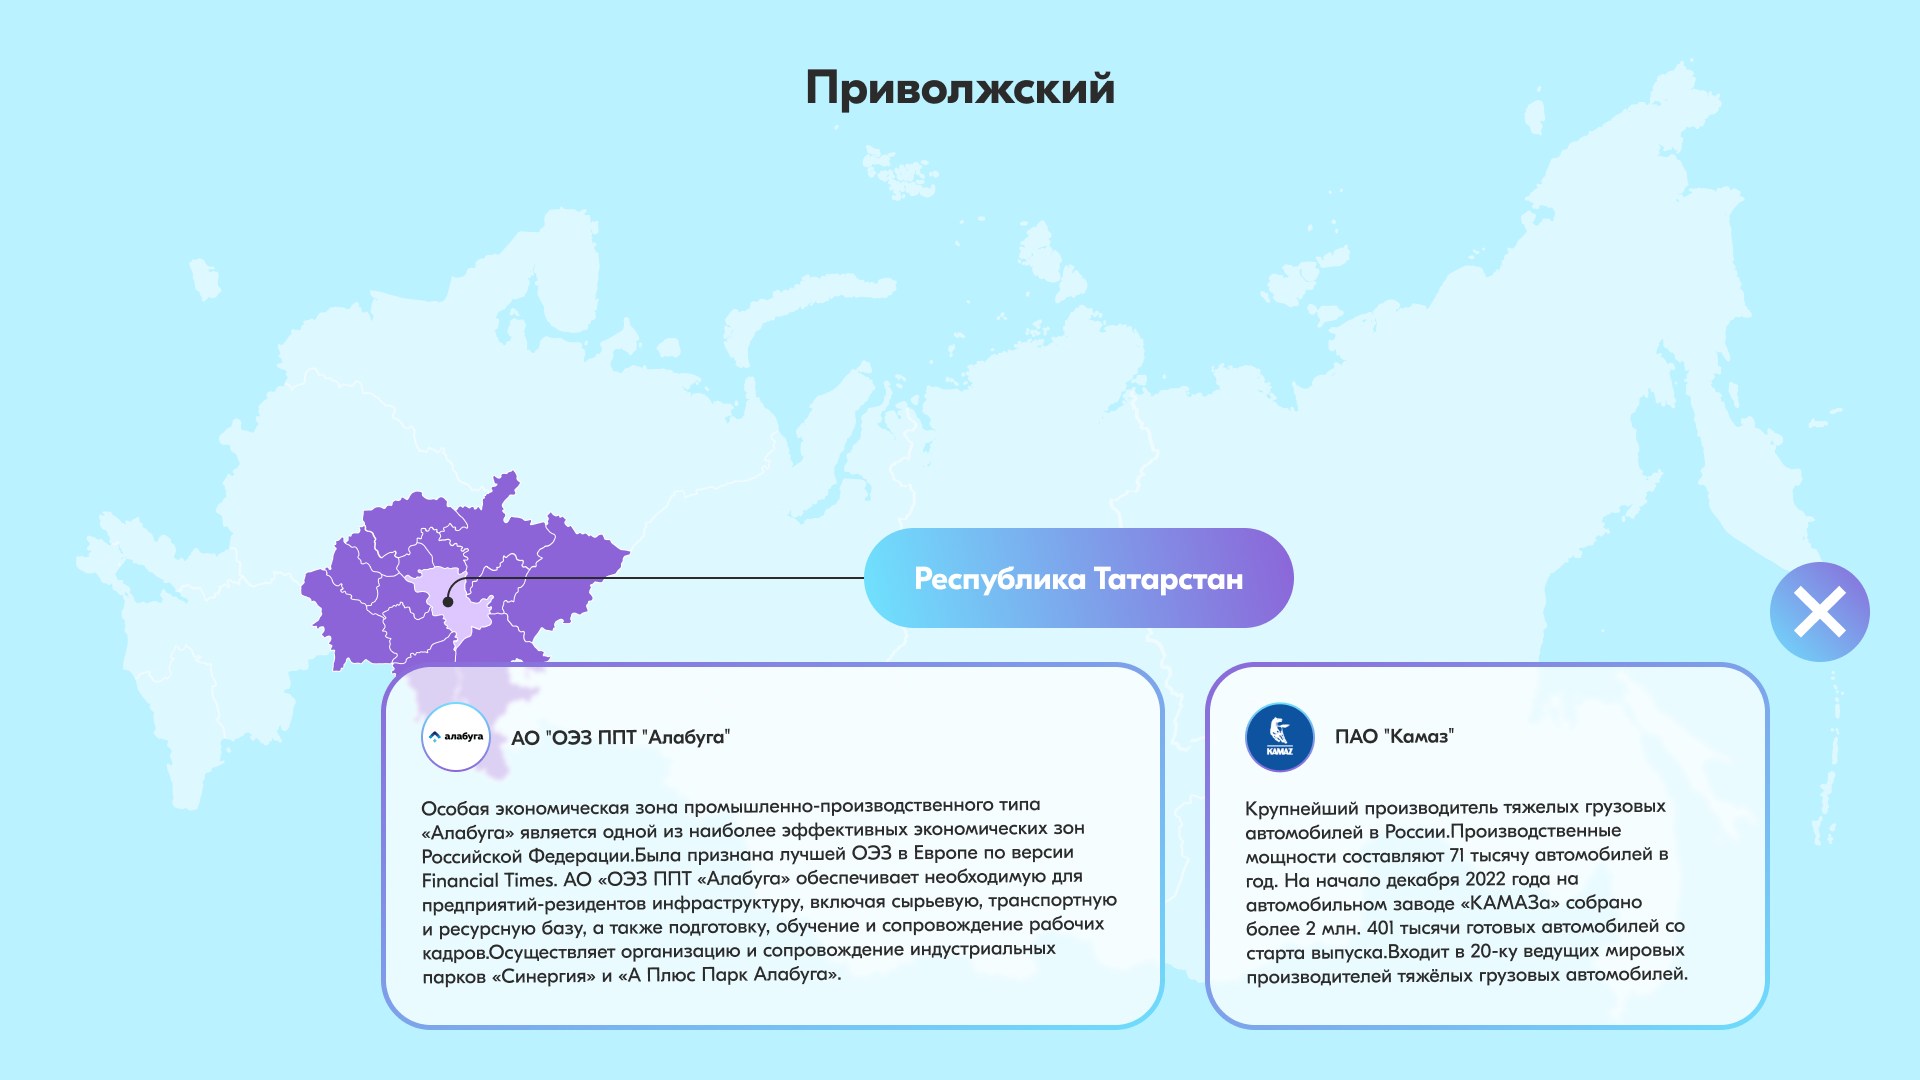 Приволжский
Республика Татарстан
алабуга
АО "ОЭЗ ППТ "Алабуга"
Особая экономическая зона промышленно-производственного типа
«Алабуга» является одной из наиболее эффективных экономических зон
Российской Федерации.Была признана лучшей ОЭЗ в Европе по версии
Financial Times. АО «ОЭЗ ППТ «Алабуга» обеспечивает необходимую для
предприятий-резидентов инфраструктуру, включая сырьевую, транспортную
и ресурсную базу, а также подготовку, обучение и сопровождение рабочих
кадров.Осуществляет организацию и сопровождение индустриальных
парков «Синергия» и «А Плюс Парк Алабуга».
KAMAZ
ПАО "Камаз"
Крупнейший производитель тяжелых грузовых
автомобилей в России.Производственные
мощности составляют 71 тысячу автомобилей в
год. На начало декабря 2022 года на
автомобильном заводе «КАМАЗа» собрано
более 2 млн. 401 тысячи готовых автомобилей со
старта выпуска.Входит в 20-ку ведущих мировых
производителей тяжёлых грузовых автомобилей.